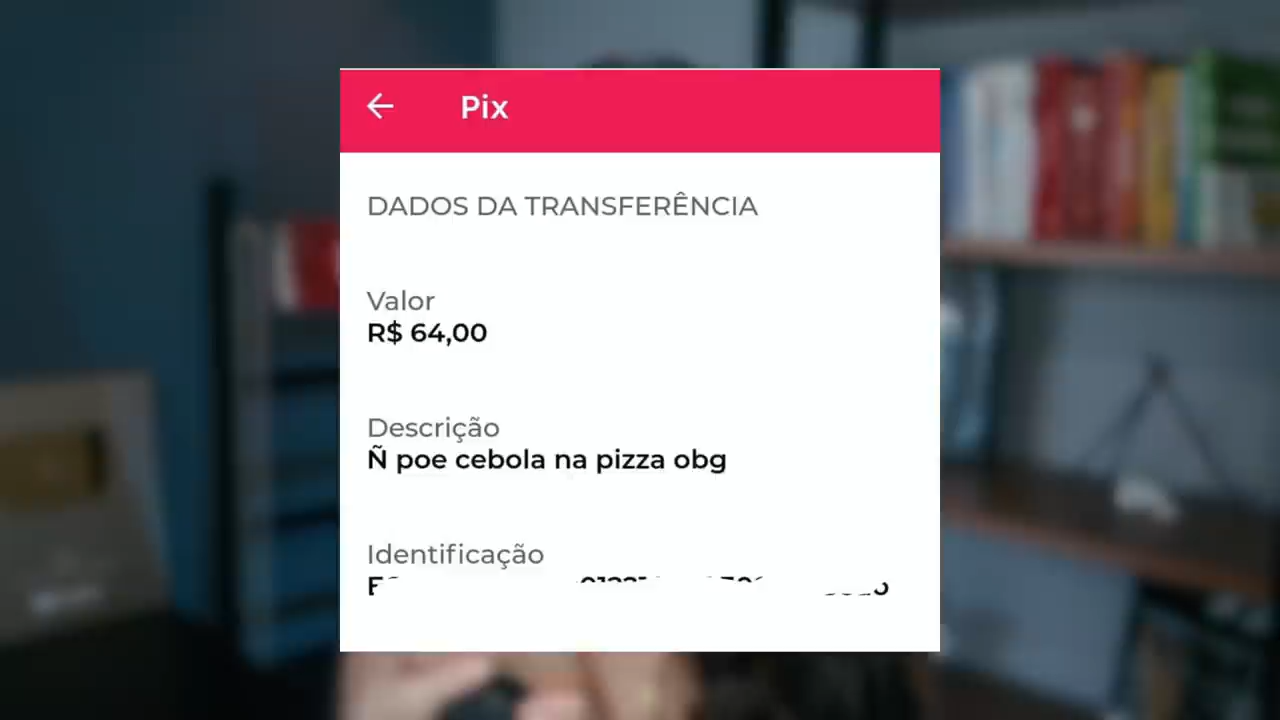 Pix
DADOS DA TRANSFERÊNCIA
Valor
R$ 64,00
Descrição
Ñ poe cebola na pizza obg
Identificação